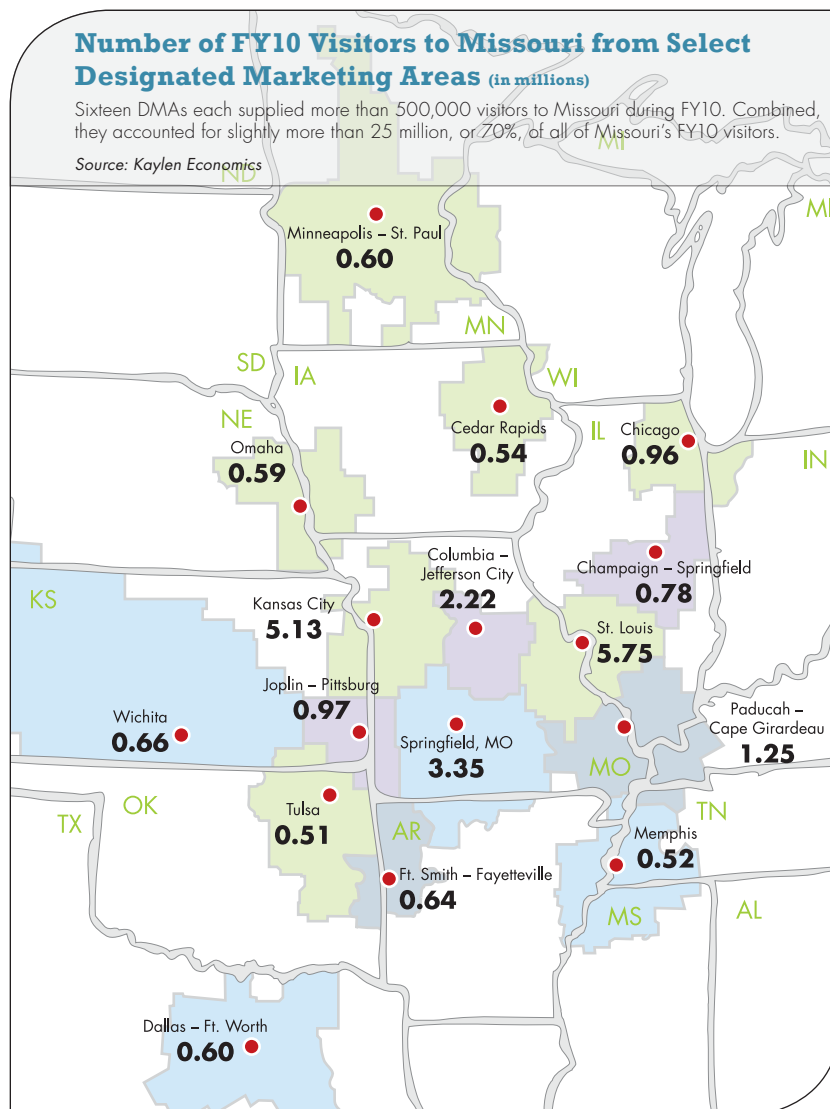 Number of FY10 Visitors to Missouri from Select
Designated Marketing Areas (in millions)
Sixteen DMAs each supplied more than 500,000 visitors to Missouri during FY10. Combined,
they accounted for slightly more than 25 million, or 70%, of all of Missouri's FY10 visitors.
Source: Kaylen Economics
ND
MI
Minneapolis – St. Paul
0.60
MN
SD
IA
WI
NE
Omaha
0.59
Cedar Rapids
0.54
IL
Chicago
0.96
IN
KS
Kansas City
5.13
Columbia –
Jefferson City
2.22
Champaign – Springfield
0.78
St. Louis
5.75
Joplin – Pittsburg
0.97
Wichita
0.66
Springfield, MO
3.35
Paducah –
Cape Girardeau
1.25
MO
TX
OK
Tulsa
0.51
AR
TN
Memphis
0.52
Ft. Smith – Fayetteville
0.64
MS
AL
Dallas – Ft. Worth
0.60